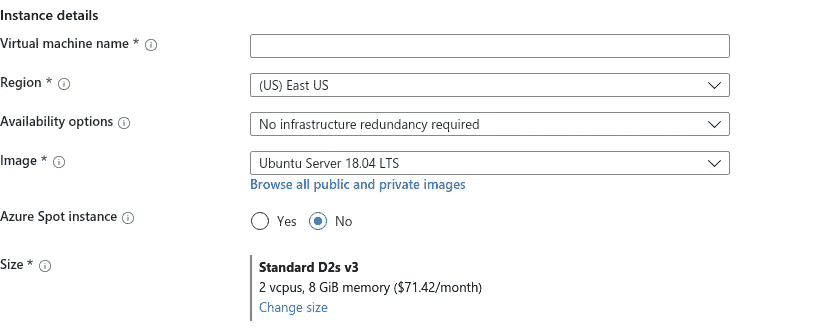 Instance details
Virtual machine name *
Region *
(US) East US
Availability options
No infrastructure redundancy required
Image *
Ubuntu Server 18.04 LTS
Browse all public and private images
Azure Spot instance
Yes No
Size *
Standard D2s v3
2 vcpus, 8 GiB memory ($71.42/month)
Change size